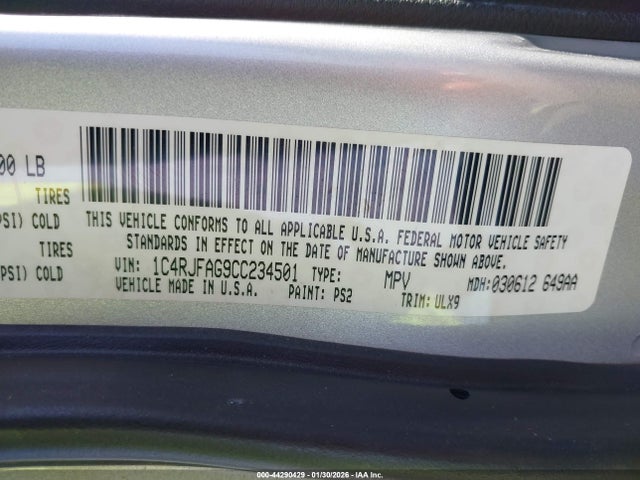 00 LB
TIRES
PSI) COLD
TIRES
PSI) COLD
THIS VEHICLE CONFORMS TO ALL APPLICABLE U.S.A. FEDERAL MOTOR VEHICLE SAFETY
STANDARDS IN EFFECT ON THE DATE OF MANUFACTURE SHOWN ABOVE.
VIN: 1C4RJFAG9CC234501 TYPE: MPV MDH:030612 649AA
VEHICLE MADE IN U.S.A. PAINT: PS2 TRIM: ULX9
000-44290429 - 01/30/2026 - IAA Inc.